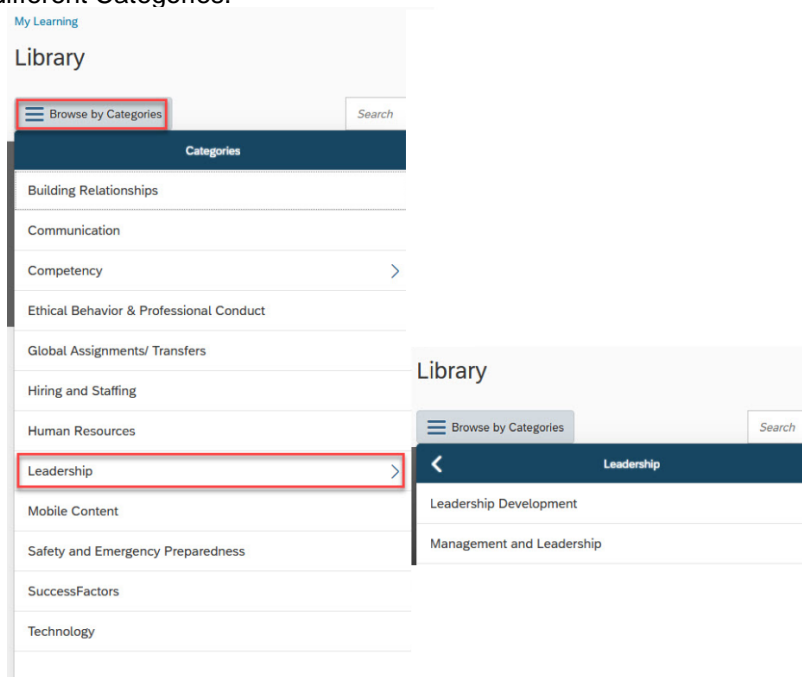 different Categories.
My Learning
Library
Browse by Categories
Search
Categories
Building Relationships
Communication
Competency
Ethical Behavior & Professional Conduct
Global Assignments/ Transfers
Hiring and Staffing
Human Resources
Leadership
Mobile Content
Safety and Emergency Preparedness
SuccessFactors
Technology
Library
Browse by Categories
Search
Leadership
Leadership Development
Management and Leadership